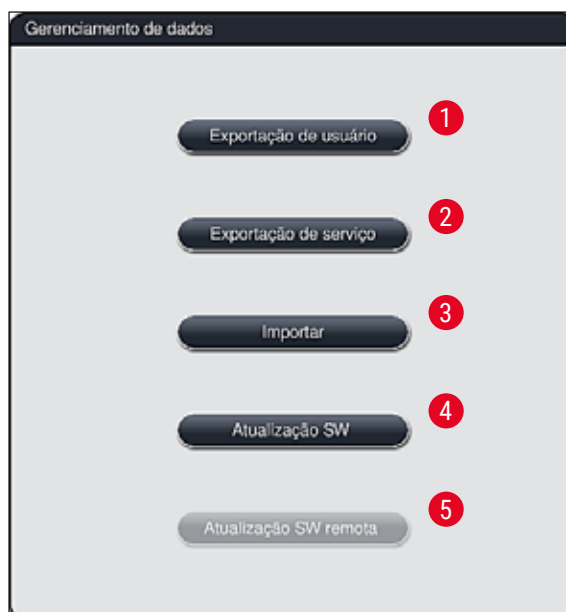 Gerenciamento de dados
Exportação de usuário
1
Exportação de serviço
2
Importar
3
Atualização SW
4
Atualização SW remota
5